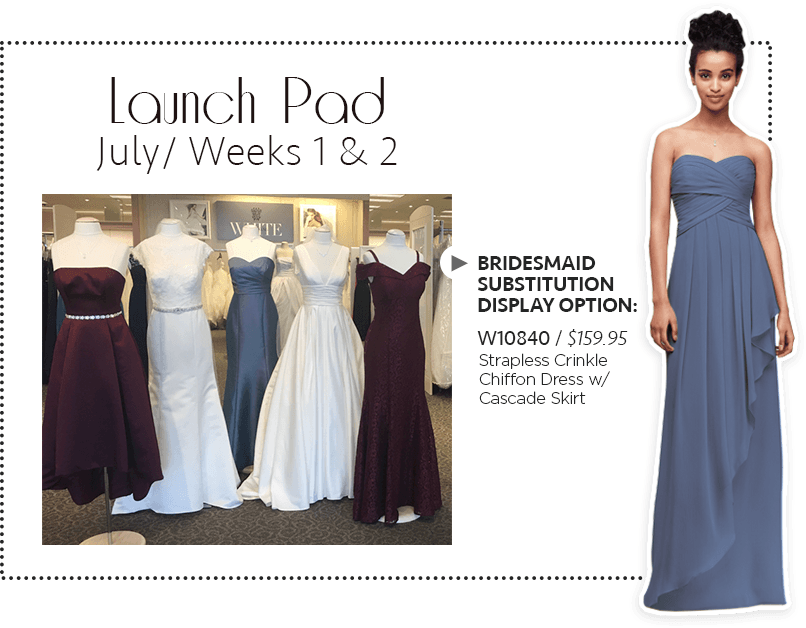 Launch Pad
July/ Weeks 1 & 2
WHITE
BRIDESMAID
SUBSTITUTION
DISPLAY OPTION:
W10840 / $159.95
Strapless Crinkle
Chiffon Dress w/
Cascade Skirt